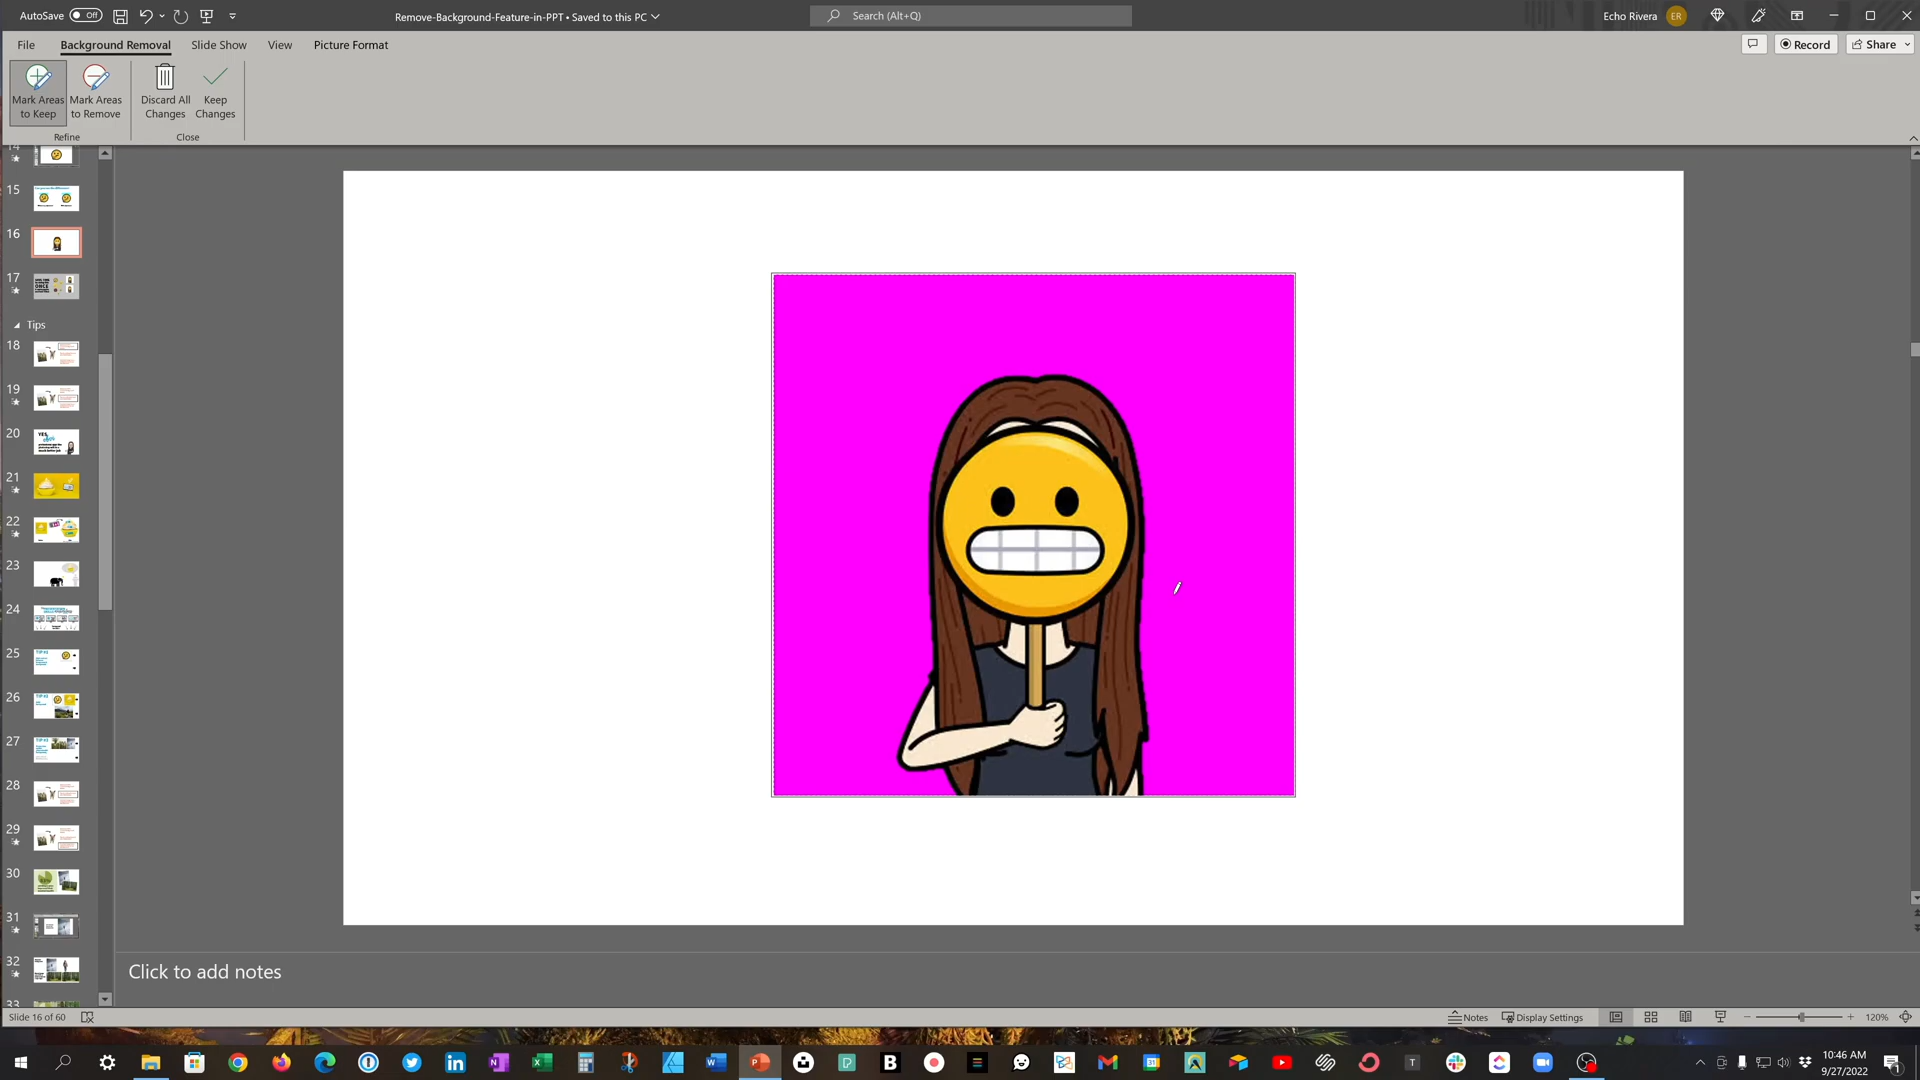 AutoSave Off Remove-Background-Feature-in-PPT • Saved to this PC Search (Alt+Q) Echo Rivera ER
File Background Removal Slide Show View Picture Format Record Share
Mark Areas to Keep
Mark Areas to Remove
Discard All Changes
Keep Changes
Refine Close
14
15
16
17
Tips
18
19
20
21
22
23
24
25
26
27
28
29
30
31
32
33
Click to add notes
Slide 16 of 60 Notes Display Settings 120%
10:46 AM
9/27/2022